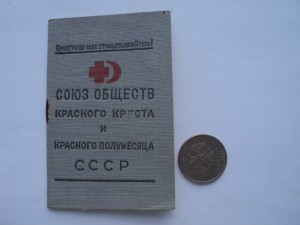 Пролетарии всех стран, соединяйтесь!
СОЮЗ ОБЩЕСТВ
КРАСНОГО КРЕСТА
И
КРАСНОГО ПОЛУМЕСЯЦА
СССР